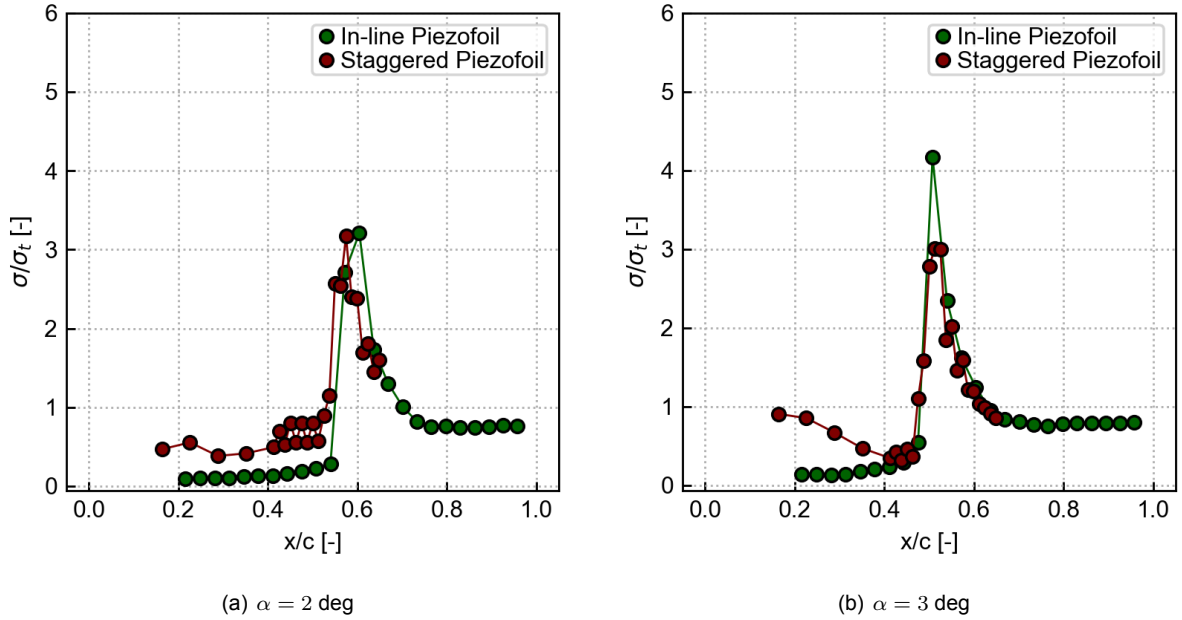 6
5
4
3
2
1
0
σ/σt [-]
In-line Piezofoil
Staggered Piezofoil
0.0 0.2 0.4 0.6 0.8 1.0
x/c [-]
(a) α = 2 deg
6
5
4
3
2
1
0
σ/σt [-]
In-line Piezofoil
Staggered Piezofoil
0.0 0.2 0.4 0.6 0.8 1.0
x/c [-]
(b) α = 3 deg